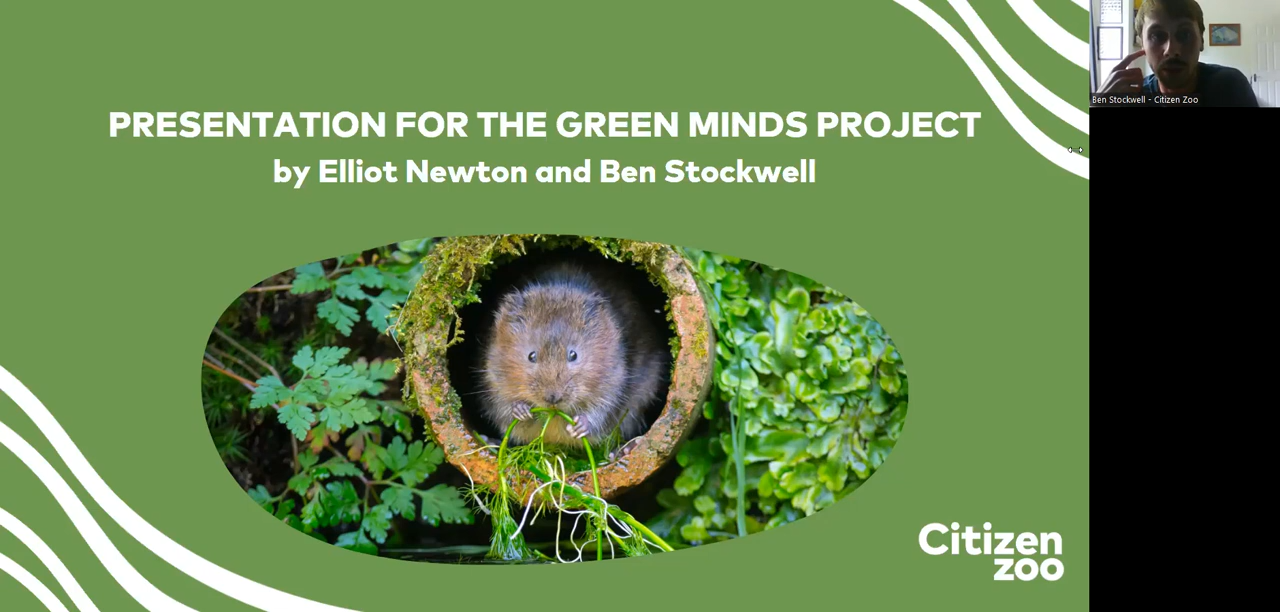 PRESENTATION FOR THE GREEN MINDS PROJECT
by Elliot Newton and Ben Stockwell
Ben Stockwell - Citizen Zoo
Citizen
zoo